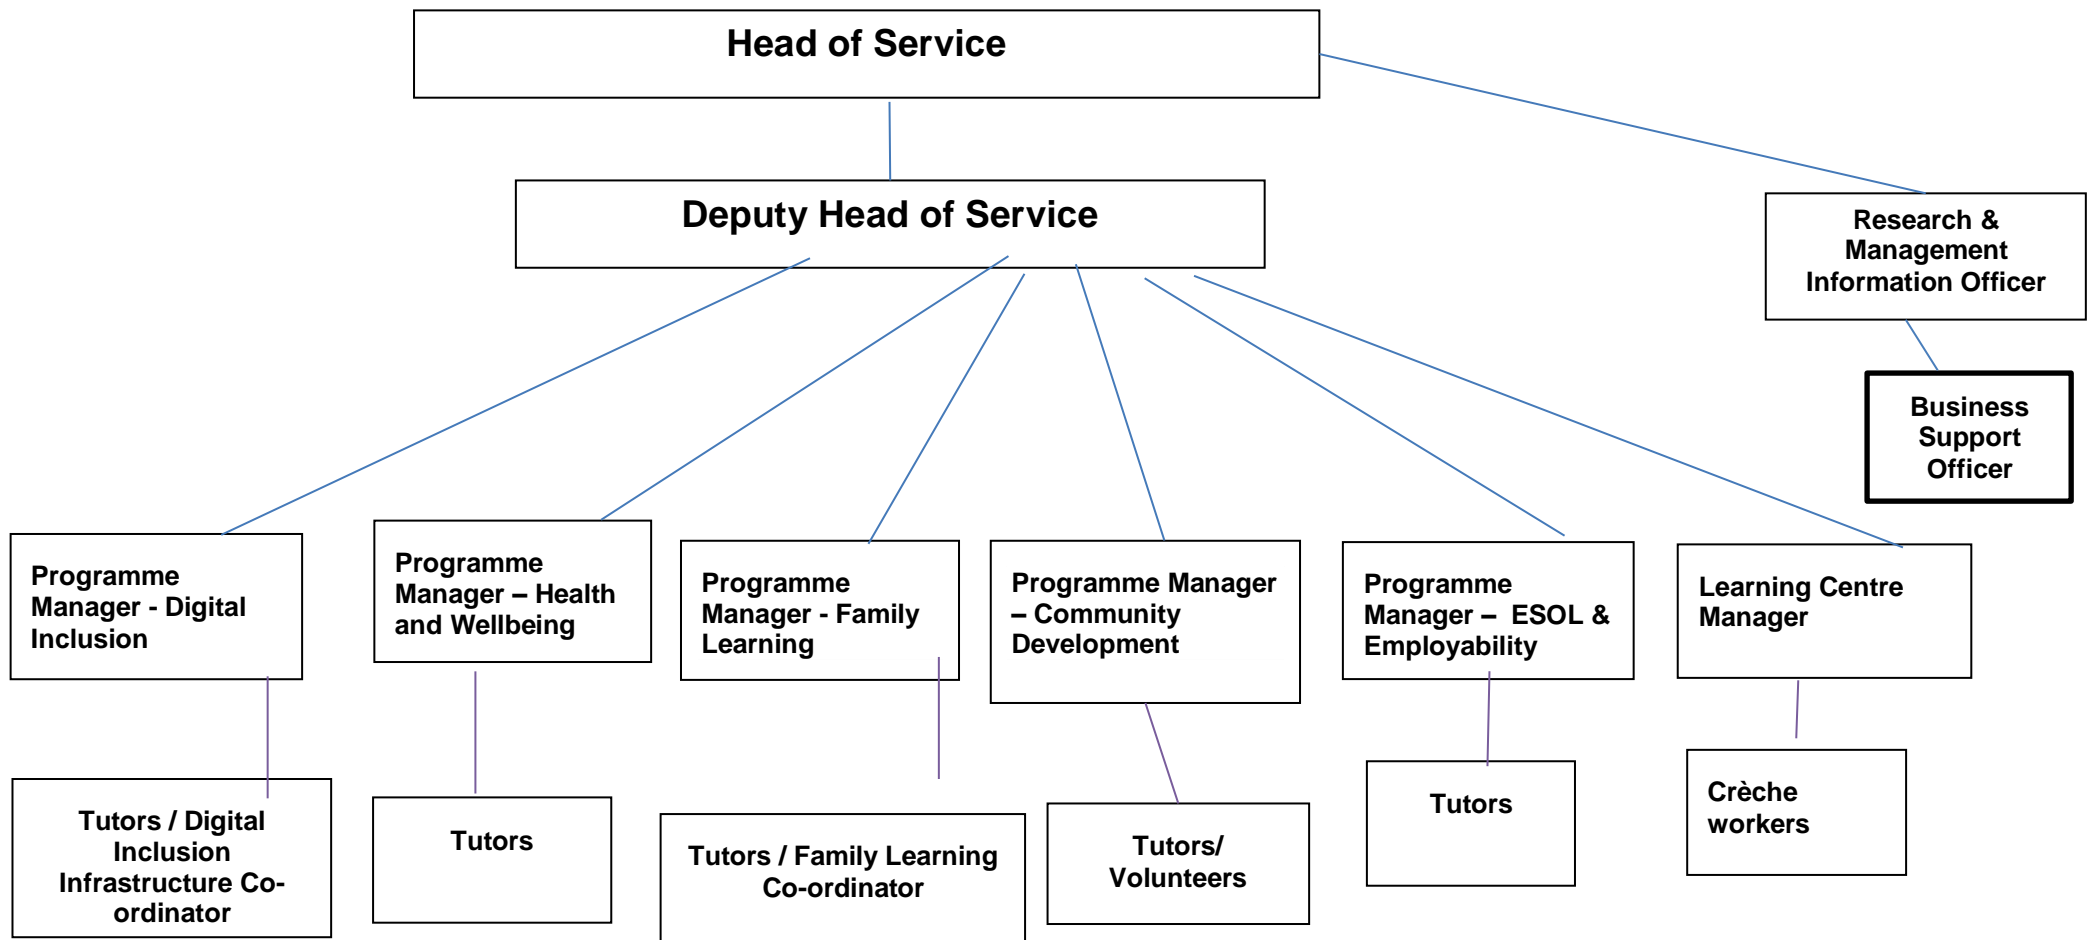 Head of Service
Deputy Head of Service
Research &
Management
Information Officer
Business
Support
Officer
Programme
Manager - Digital
Inclusion
Programme
Manager – Health
and Wellbeing
Programme
Manager - Family
Learning
Programme Manager
– Community
Development
Programme
Manager –  ESOL &
Employability
Learning Centre
Manager
Tutors / Digital
Inclusion
Infrastructure Co-
ordinator
Tutors
Tutors / Family Learning
Co-ordinator
Tutors/
Volunteers
Tutors
Crèche
workers